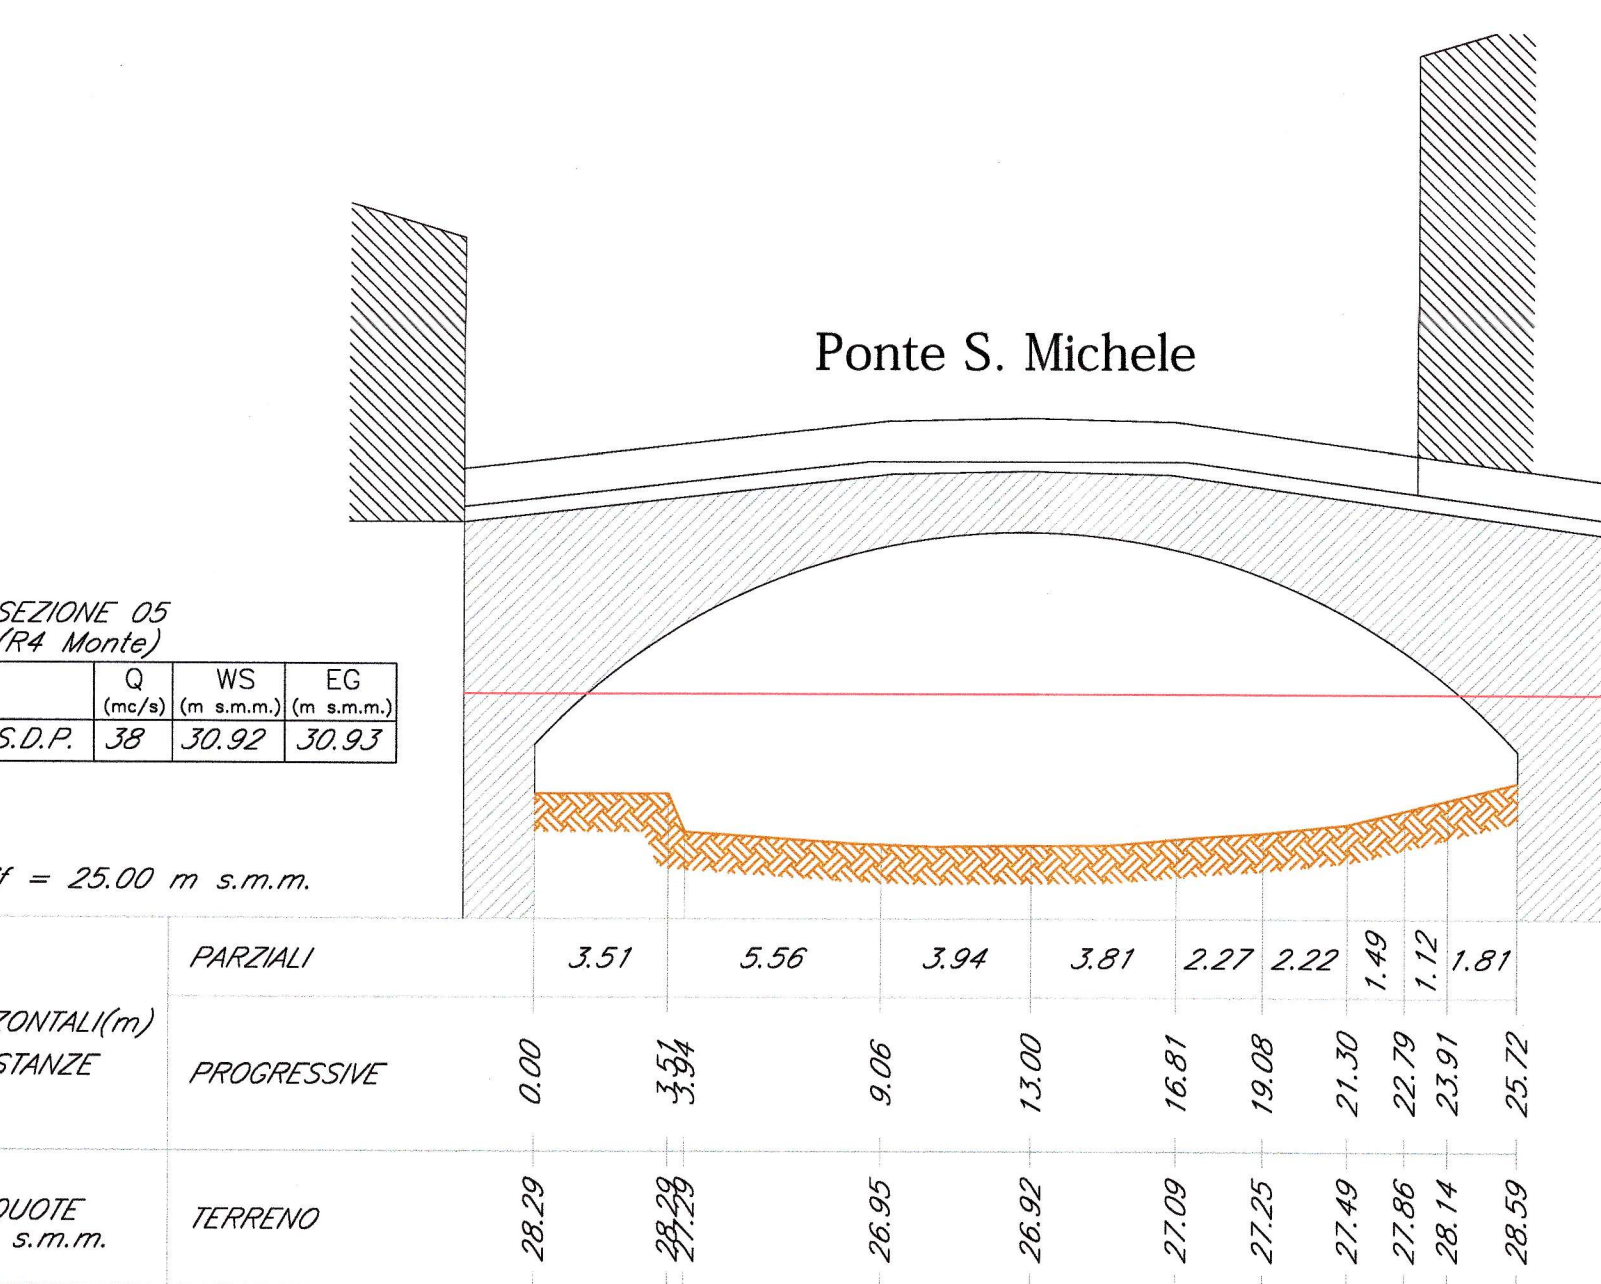 Ponte S. Michele
SEZIONE 05
(R4 Monte)
Q WS EG
(mc/s) (m s.m.m.) (m s.m.m.)
S.D.P. 38 30.92 30.93
f = 25.00 m s.m.m.
PARZIALI 3.51 5.56 3.94 3.81 2.27 2.22 1.49 1.12 1.81
ZONTALI(m)
STANZE
PROGRESSIVE 0.00 3.51 3.94 9.06 13.00 16.81 19.08 21.30 22.79 23.91 25.72
QUOTE
s.m.m.
TERRENO 28.29 28.29 27.29 26.95 26.92 27.09 27.25 27.49 27.86 28.14 28.59